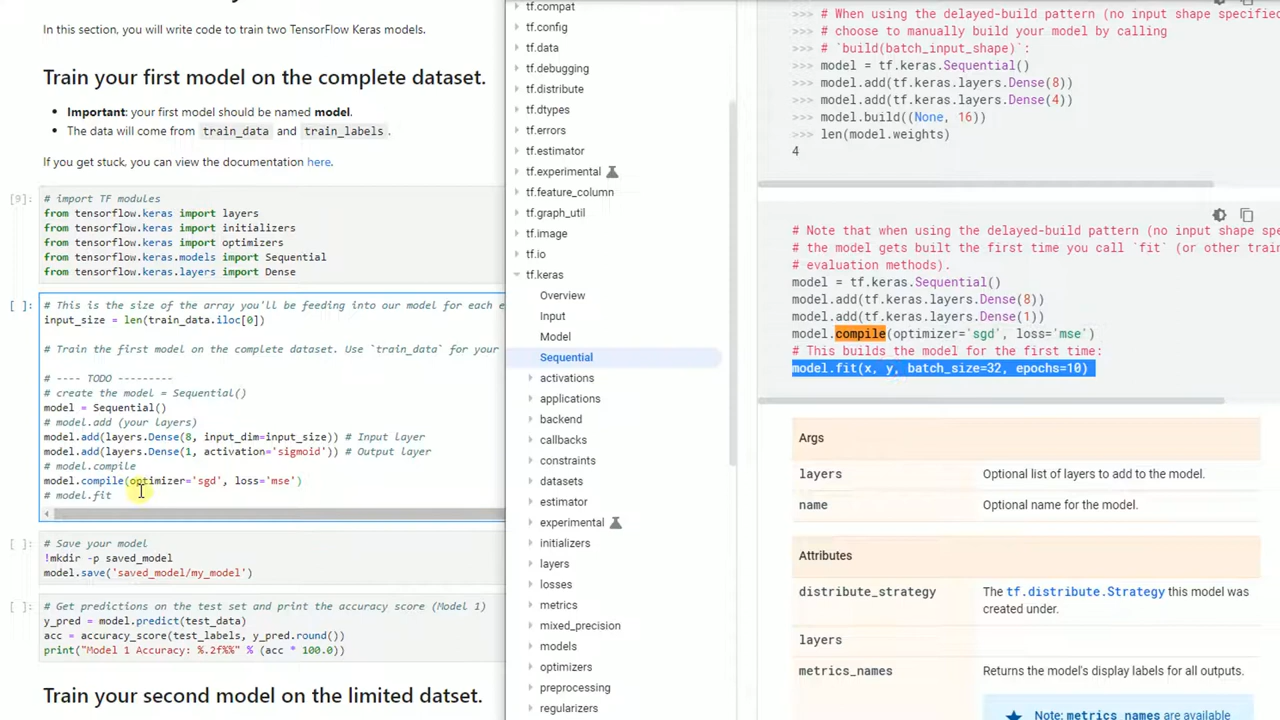 In this section, you will write code to train two TensorFlow Keras models.
Train your first model on the complete dataset.
• Important: your first model should be named model.
• The data will come from train_data and train_labels.
If you get stuck, you can view the documentation here.
[9]:
# import TF modules
from tensorflow.keras import layers
from tensorflow.keras import initializers
from tensorflow.keras import optimizers
from tensorflow.keras.models import Sequential
from tensorflow.keras.layers import Dense
[ ]:
# This is the size of the array you'll be feeding into our model for each e
input_size = len(train_data.iloc[0])
# Train the first model on the complete dataset. Use `train_data` for your
# ---- TODO ---------
# create the model = Sequential()
model = Sequential()
# model.add (your layers)
model.add(layers.Dense(8, input_dim=input_size)) # Input layer
model.add(layers.Dense(1, activation='sigmoid')) # Output layer
# model.compile
model.compile(optimizer='sgd', loss='mse')
# model.fit
[ ]:
# Save your model
!mkdir -p saved_model
model.save('saved_model/my_model')
[ ]:
# Get predictions on the test set and print the accuracy score (Model 1)
y_pred = model.predict(test_data)
acc = accuracy_score(test_labels, y_pred.round())
print("Model 1 Accuracy: %.2f%%" % (acc * 100.0))
Train your second model on the limited datset.
tf.compat
tf.config
tf.data
tf.debugging
tf.distribute
tf.dtypes
tf.errors
tf.estimator
tf.experimental
tf.feature_column
tf.graph_util
tf.image
tf.io
tf.keras
Overview
Input
Model
Sequential
activations
applications
backend
callbacks
constraints
datasets
estimator
experimental
initializers
layers
losses
metrics
mixed_precision
models
optimizers
preprocessing
regularizers
>>> # When using the delayed-build pattern (no input shape specified
>>> # choose to manually build your model by calling
>>> # `build(batch_input_shape)`:
>>> model = tf.keras.Sequential()
>>> model.add(tf.keras.layers.Dense(8))
>>> model.add(tf.keras.layers.Dense(4))
>>> model.build((None, 16))
>>> len(model.weights)
4
# Note that when using the delayed-build pattern (no input shape spe
# the model gets built the first time you call `fit` (or other train
# evaluation methods).
model = tf.keras.Sequential()
model.add(tf.keras.layers.Dense(8))
model.add(tf.keras.layers.Dense(1))
model.compile(optimizer='sgd', loss='mse')
# This builds the model for the first time:
model.fit(x, y, batch_size=32, epochs=10)
Args
layers Optional list of layers to add to the model.
name Optional name for the model.
Attributes
distribute_strategy The tf.distribute.Strategy this model was
created under.
layers
metrics_names Returns the model's display labels for all outputs.
Note: metrics_names are available